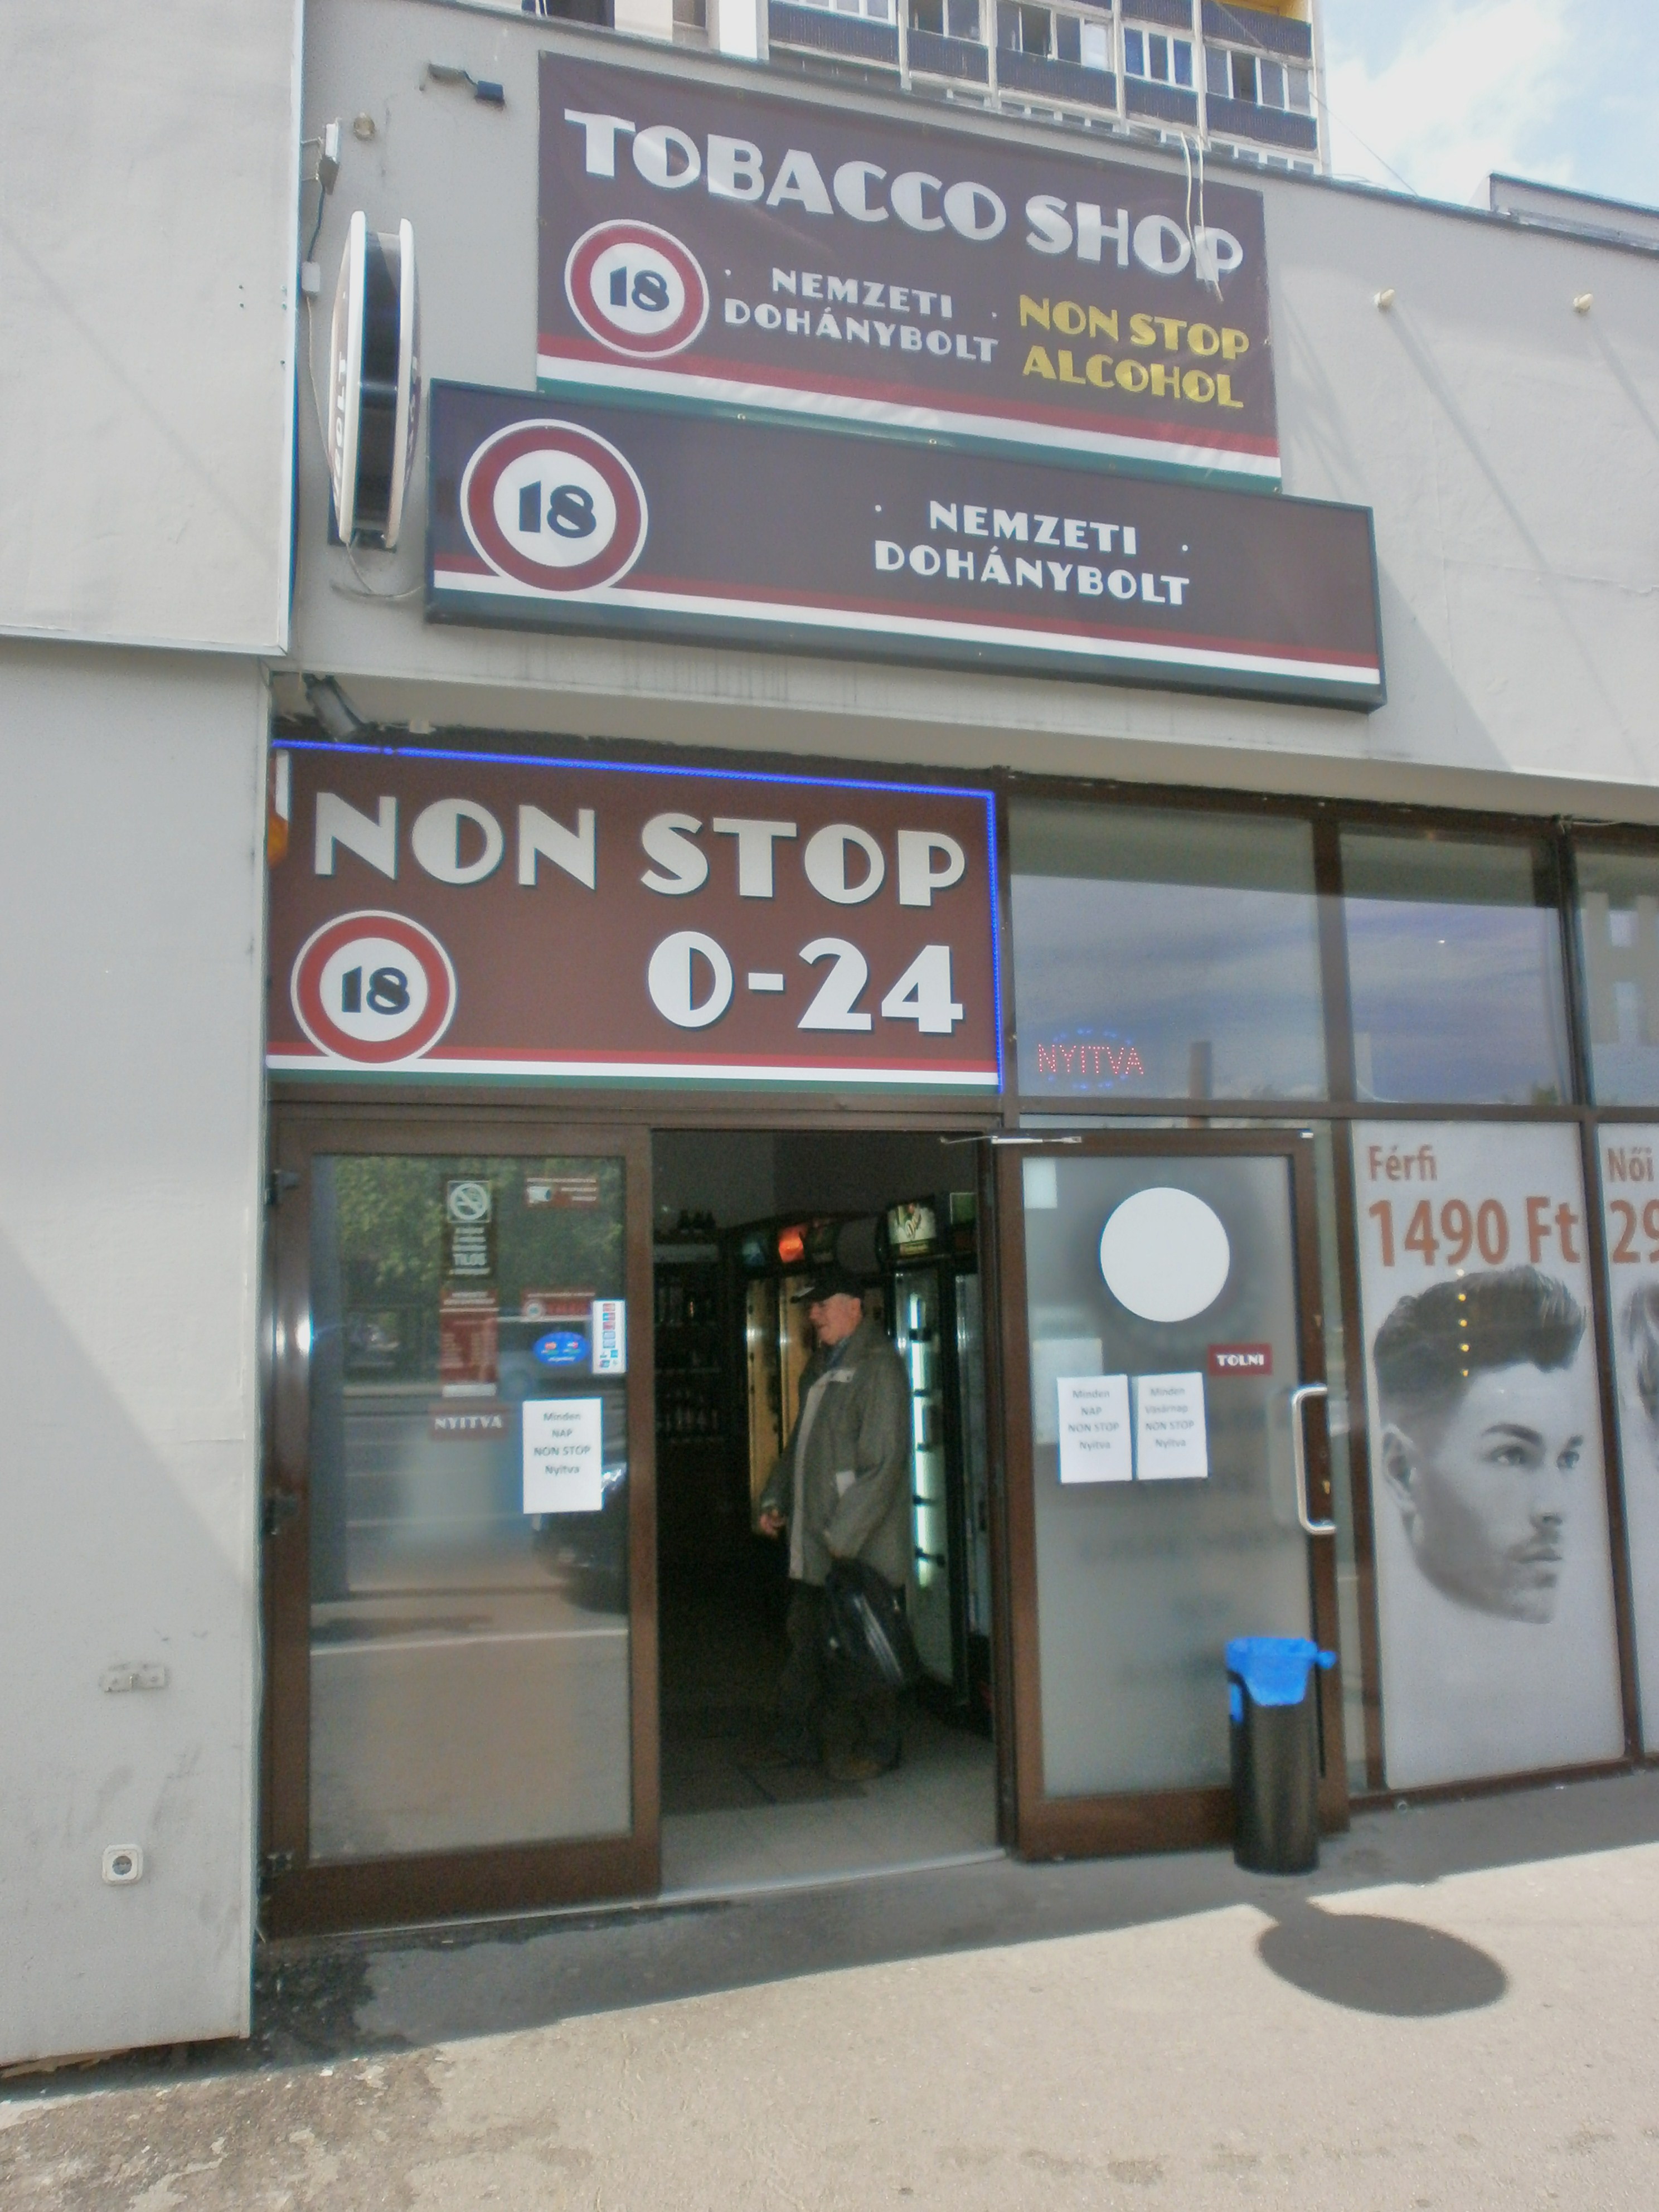 TOBACCO SHOP
18
NEMZETI
DOHÁNYBOLT
NON STOP
ALCOHOL
18
NEMZETI
DOHÁNYBOLT
NON STOP
18
0-24
NYITVA
Férfi
1490 Ft
Női
29
TILOS
NYITVA
Minden
NAP
NON STOP
Nyitva
TOLNI
Minden
NAP
NON STOP
Nyitva
Minden
Vasárnap
NON STOP
Nyitva